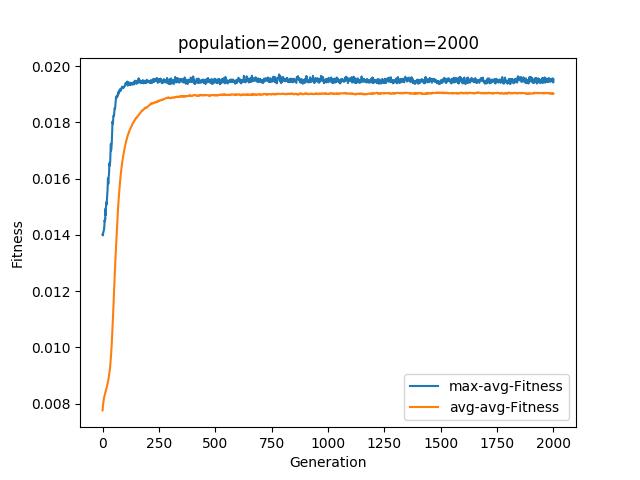 population=2000, generation=2000
Fitness
0.020
0.018
0.016
0.014
0.012
0.010
0.008
max-avg-Fitness
avg-avg-Fitness
0 250 500 750 1000 1250 1500 1750 2000
Generation